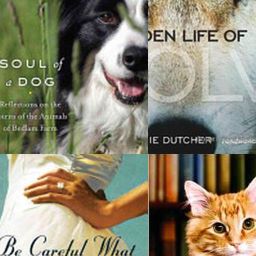 SOUL of
a DOG
Reflections on the
of the Animals
of Bedlam Farm
DEN LIFE OF
OLV
IE DUTCHER
Be Careful What